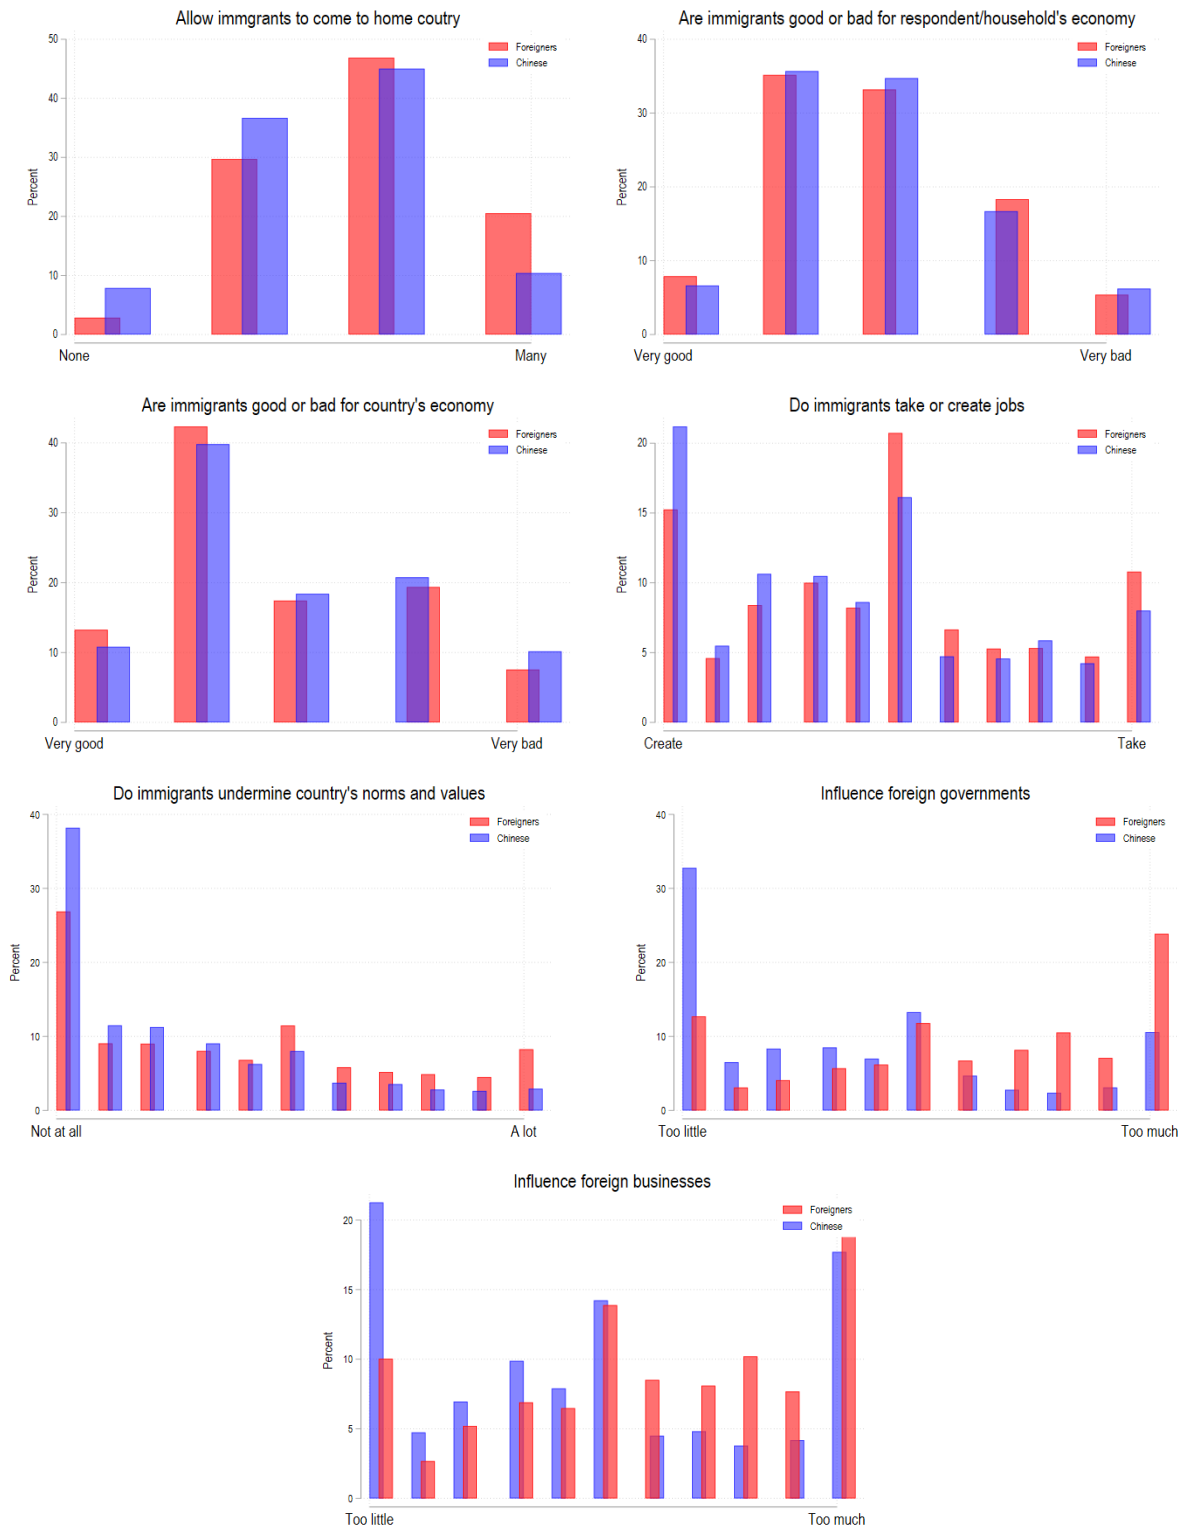 Allow immgrants to come to home coutry
Foreigners
Chinese
Percent
50
40
30
20
10
0
None
Many
Are immigrants good or bad for respondent/household's economy
Foreigners
Chinese
Percent
40
30
20
10
0
Very good
Very bad
Are immigrants good or bad for country's economy
Foreigners
Chinese
Percent
40
30
20
10
0
Very good
Very bad
Do immigrants take or create jobs
Foreigners
Chinese
Percent
20
15
10
5
0
Create
Take
Do immigrants undermine country's norms and values
Foreigners
Chinese
Percent
40
30
20
10
0
Not at all
A lot
Influence foreign governments
Foreigners
Chinese
Percent
40
30
20
10
0
Too little
Too much
Influence foreign businesses
Foreigners
Chinese
Percent
20
15
10
5
0
Too little
Too much